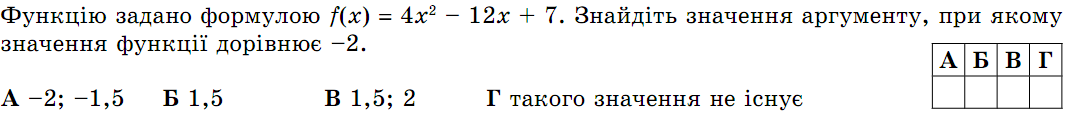 Функцію задано формулою f(x) = 4x² − 12x + 7. Знайдіть значення аргументу, при якому
значення функції дорівнює −2.
А Б В Г
А −2; −1,5 Б 1,5 В 1,5; 2 Г такого значення не існує